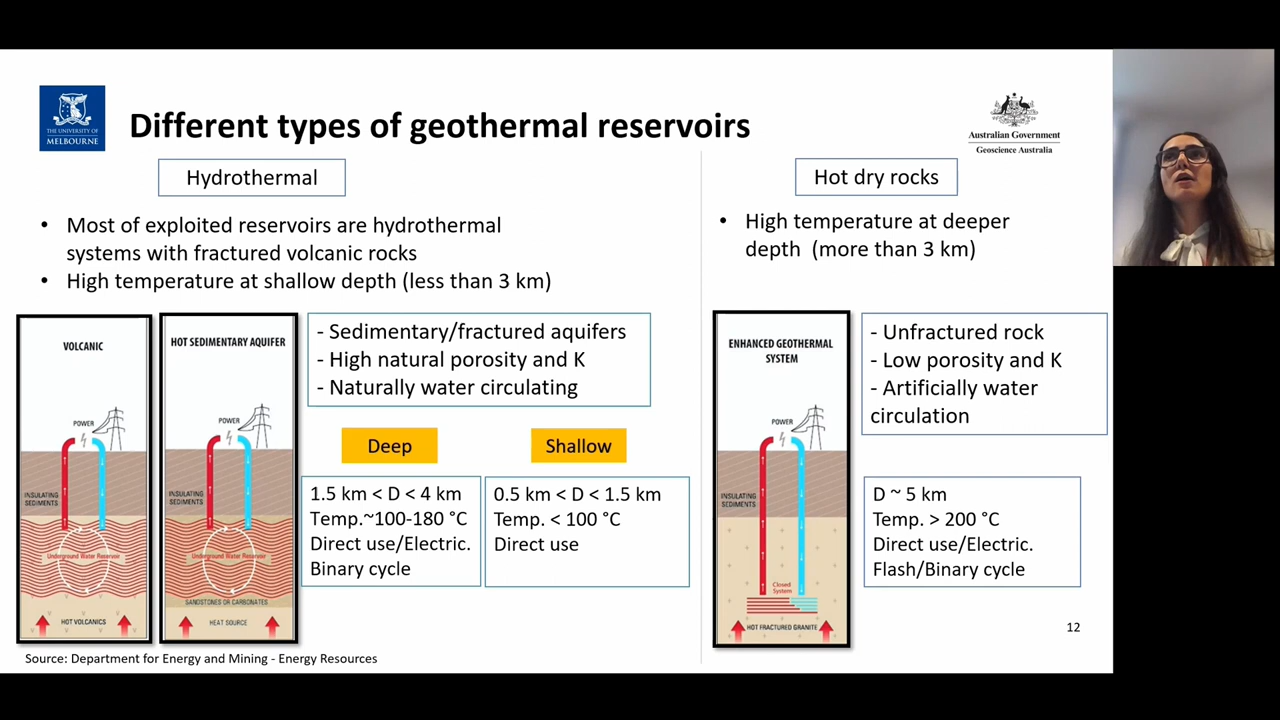 THE UNIVERSITY OF
MELBOURNE
Different types of geothermal reservoirs
Australian Government
Geoscience Australia
Hydrothermal
• Most of exploited reservoirs are hydrothermal
systems with fractured volcanic rocks
• High temperature at shallow depth (less than 3 km)
VOLCANIC
POWER
INSULATING
SEDIMENTS
Underground Water Reservoir
HOT VOLCANICS
HOT SEDIMENTARY AQUIFER
POWER
INSULATING
SEDIMENTS
Underground Water Reservoir
SANDSTONES OR CARBONATES
HEAT SOURCE
- Sedimentary/fractured aquifers
- High natural porosity and K
- Naturally water circulating
Deep
1.5 km < D < 4 km
Temp.~100-180 °C
Direct use/Electric.
Binary cycle
Shallow
0.5 km < D < 1.5 km
Temp. < 100 °C
Direct use
Hot dry rocks
• High temperature at deeper
depth (more than 3 km)
ENHANCED GEOTHERMAL
SYSTEM
POWER
INSULATING
SEDIMENTS
Closed
System
HOT FRACTURED GRANITE
- Unfractured rock
- Low porosity and K
- Artificially water
circulation
D ~ 5 km
Temp. > 200 °C
Direct use/Electric.
Flash/Binary cycle
12
Source: Department for Energy and Mining - Energy Resources